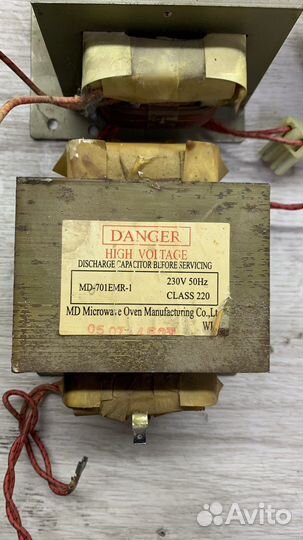 DANGER
HIGH VOLTAGE
DISCHARGE CAPACITOR BEFORE SERVICING
MD-701EMR-1
230V 50Hz
CLASS 220
MD Microwave Oven Manufacturing Co.,Lt
WI
Avito